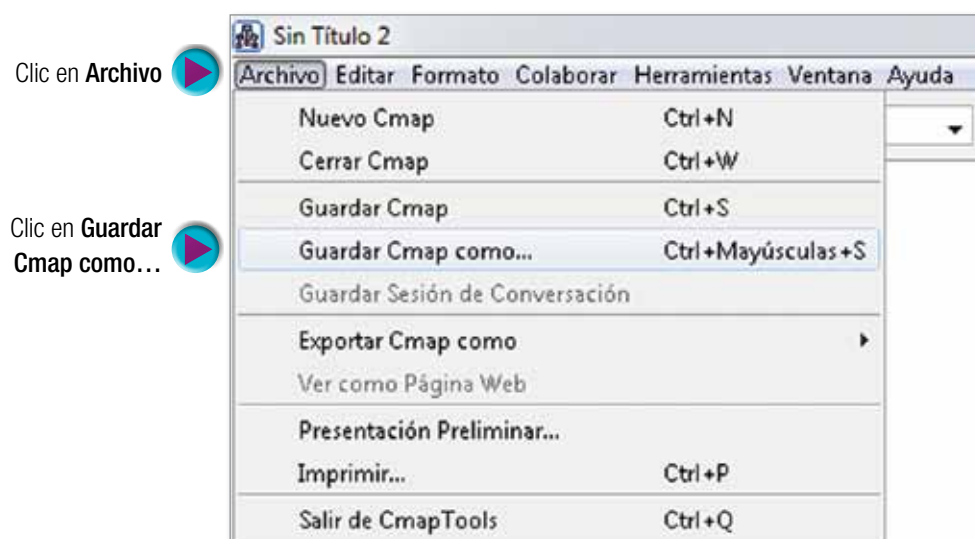 Sin Título 2
Clic en Archivo
Archivo Editar Formato Colaborar Herramientas Ventana Ayuda
Nuevo Cmap Ctrl+N
Cerrar Cmap Ctrl+W
Guardar Cmap Ctrl+S
Clic en Guardar
Cmap como…
Guardar Cmap como... Ctrl+Mayúsculas+S
Guardar Sesión de Conversación
Exportar Cmap como
Ver como Página Web
Presentación Preliminar...
Imprimir... Ctrl+P
Salir de CmapTools Ctrl+Q